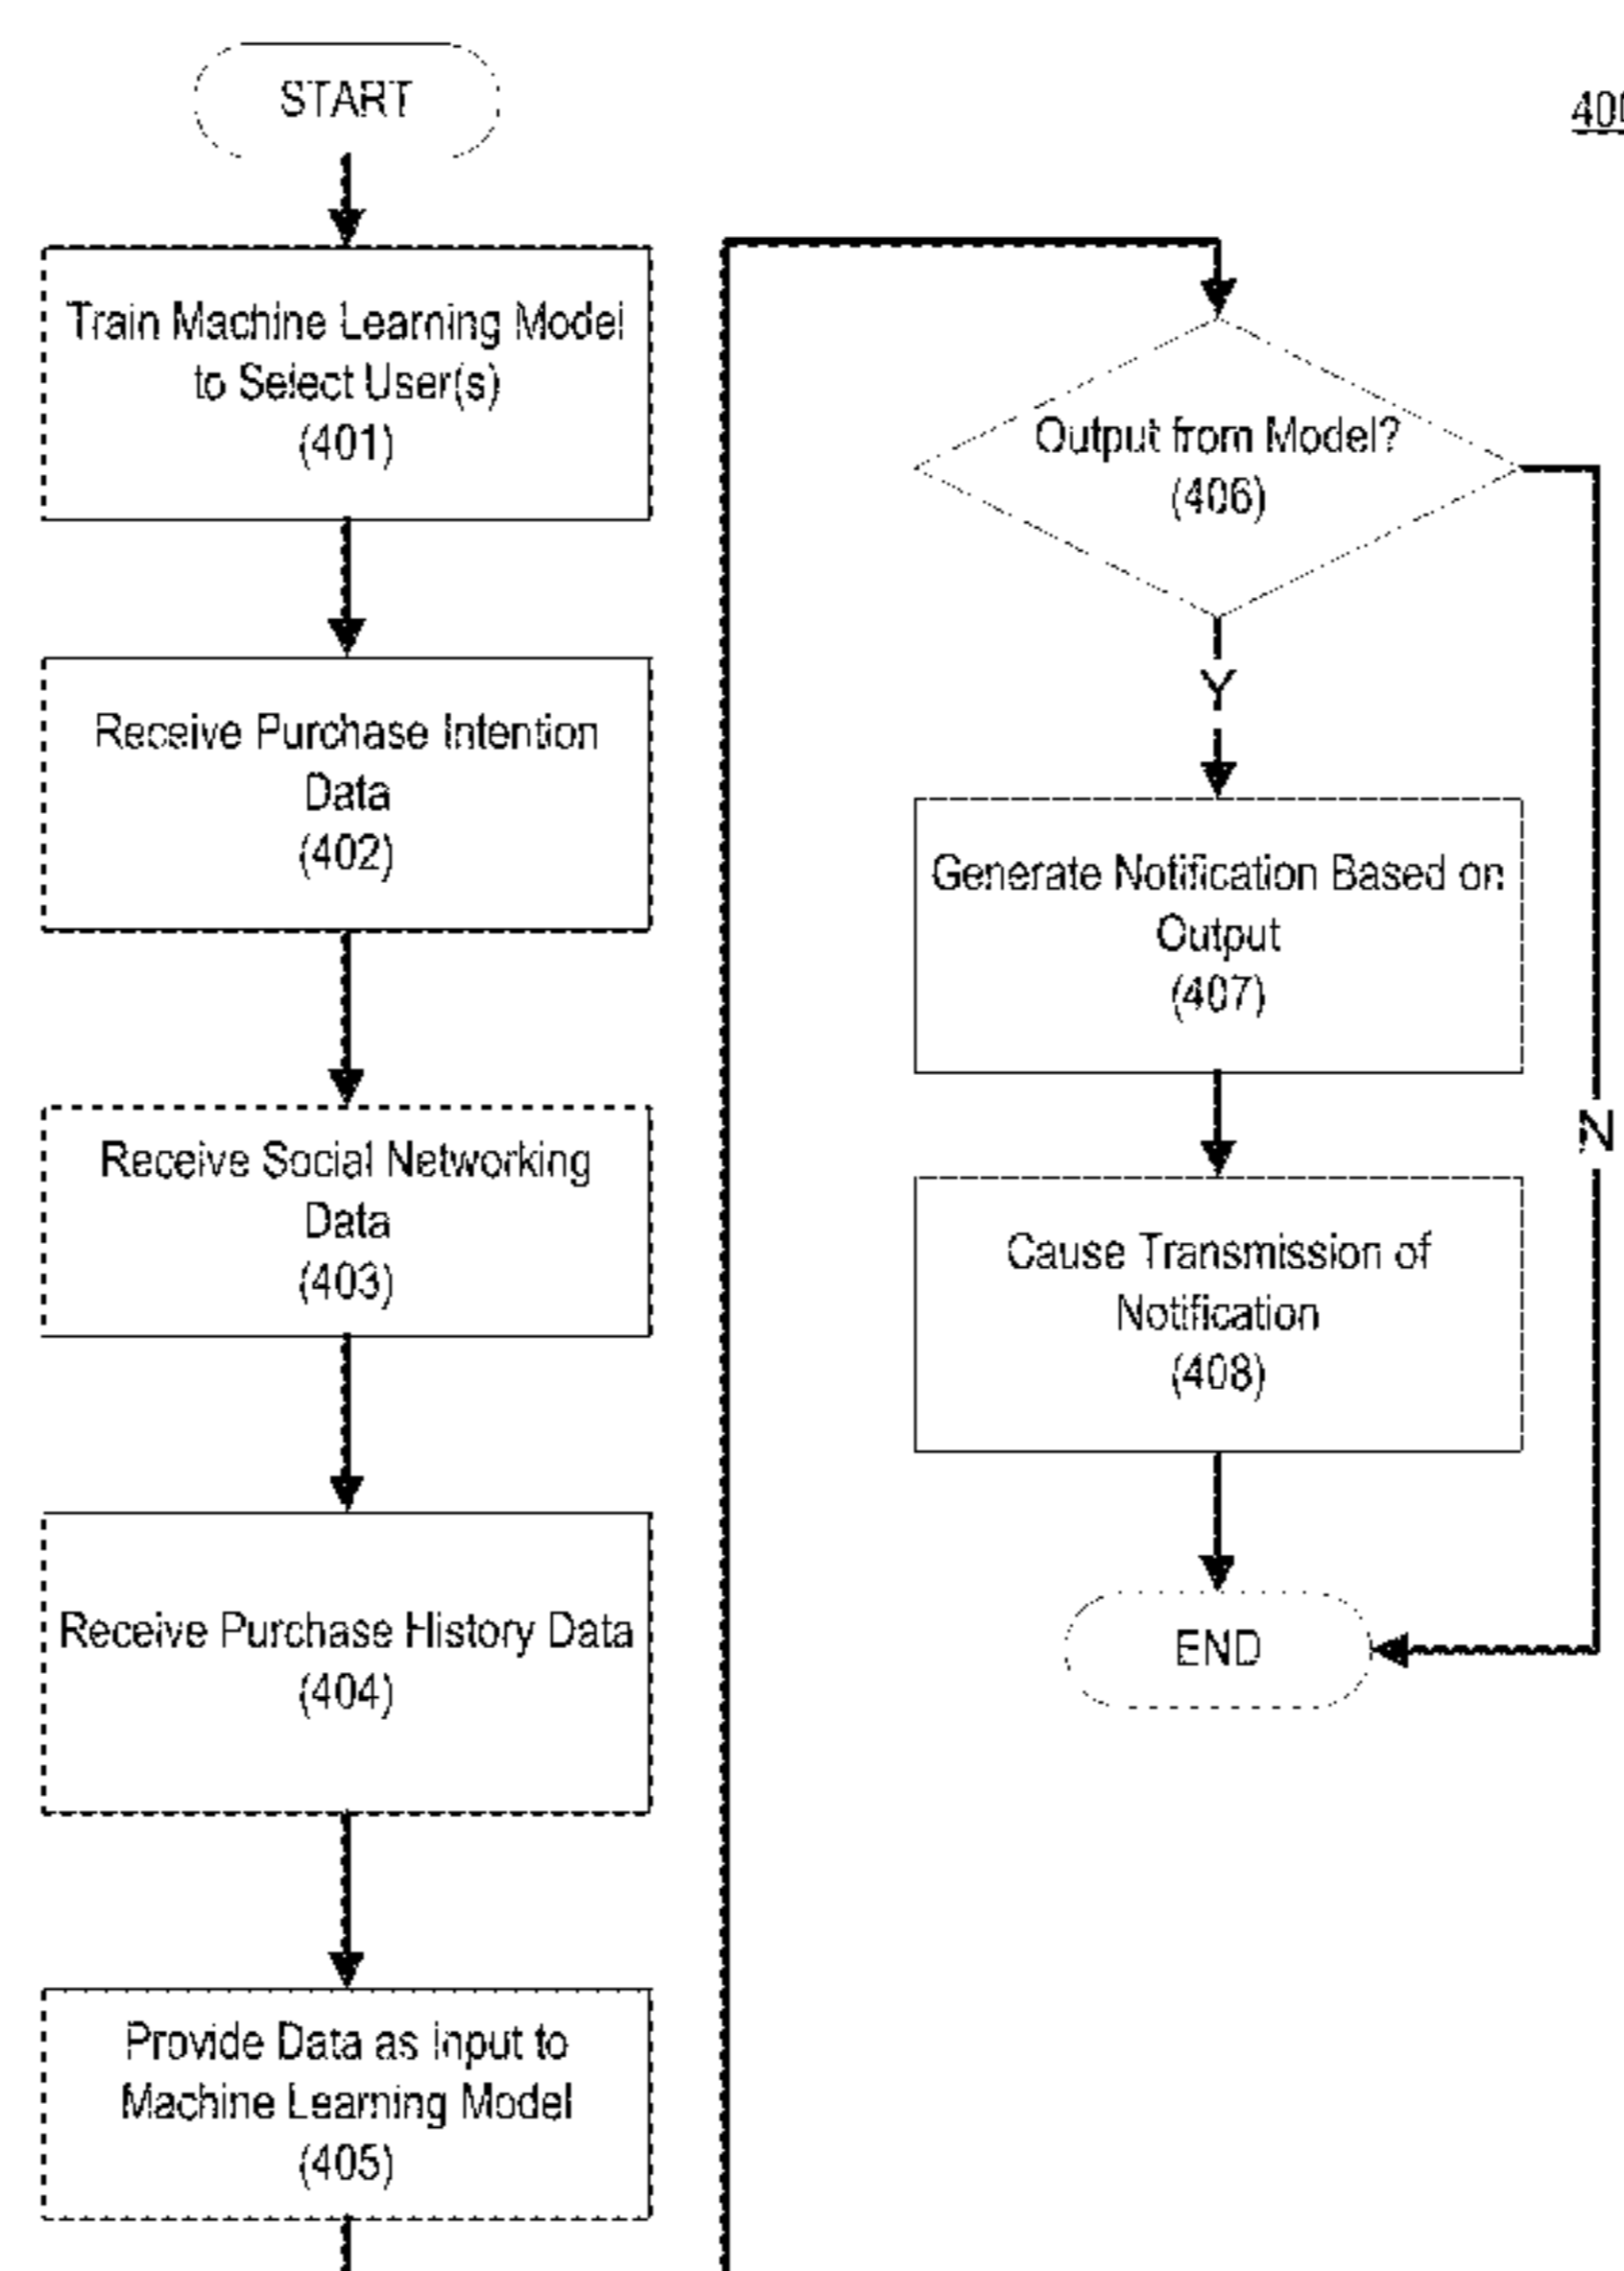 START
Train Machine Learning Model
to Select User(s)
(401)
Receive Purchase Intention
Data
(402)
Receive Social Networking
Data
(403)
Receive Purchase History Data
(404)
Provide Data as Input to
Machine Learning Model
(405)
400
Output from Model?
(406)
Y
N
Generate Notification Based on
Output
(407)
Cause Transmission of
Notification
(408)
END